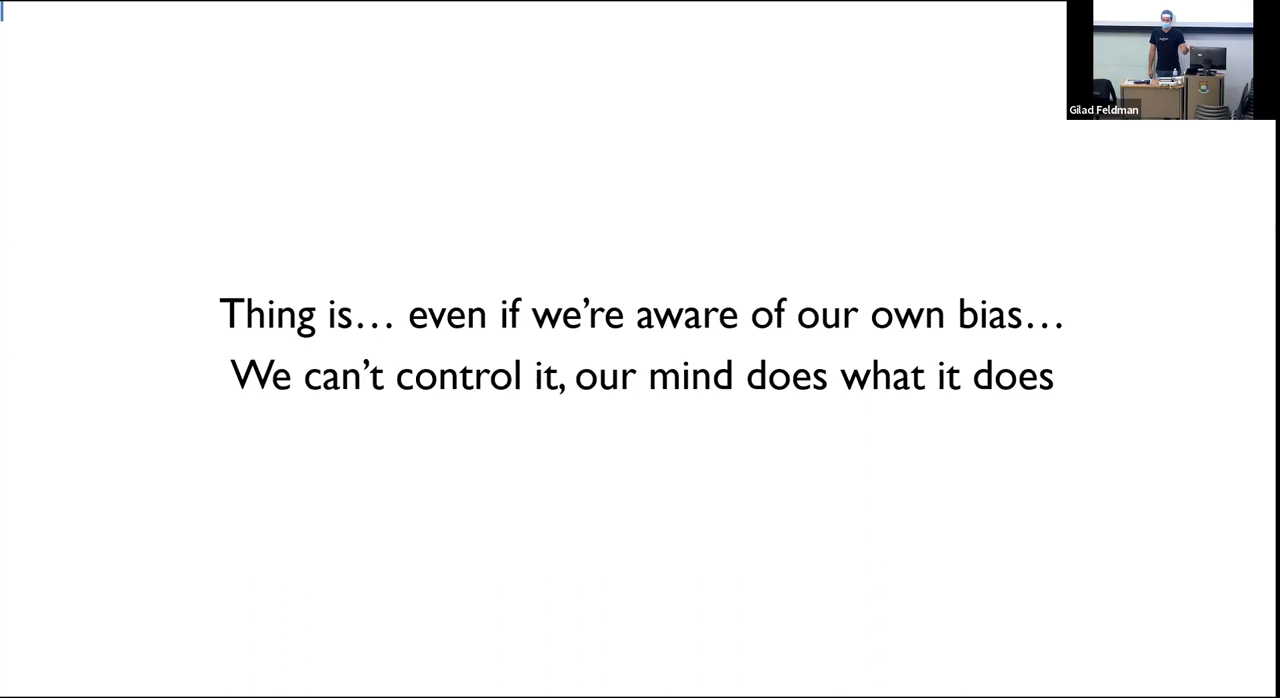 Gilad Feldman
Thing is… even if we’re aware of our own bias…
We can’t control it, our mind does what it does